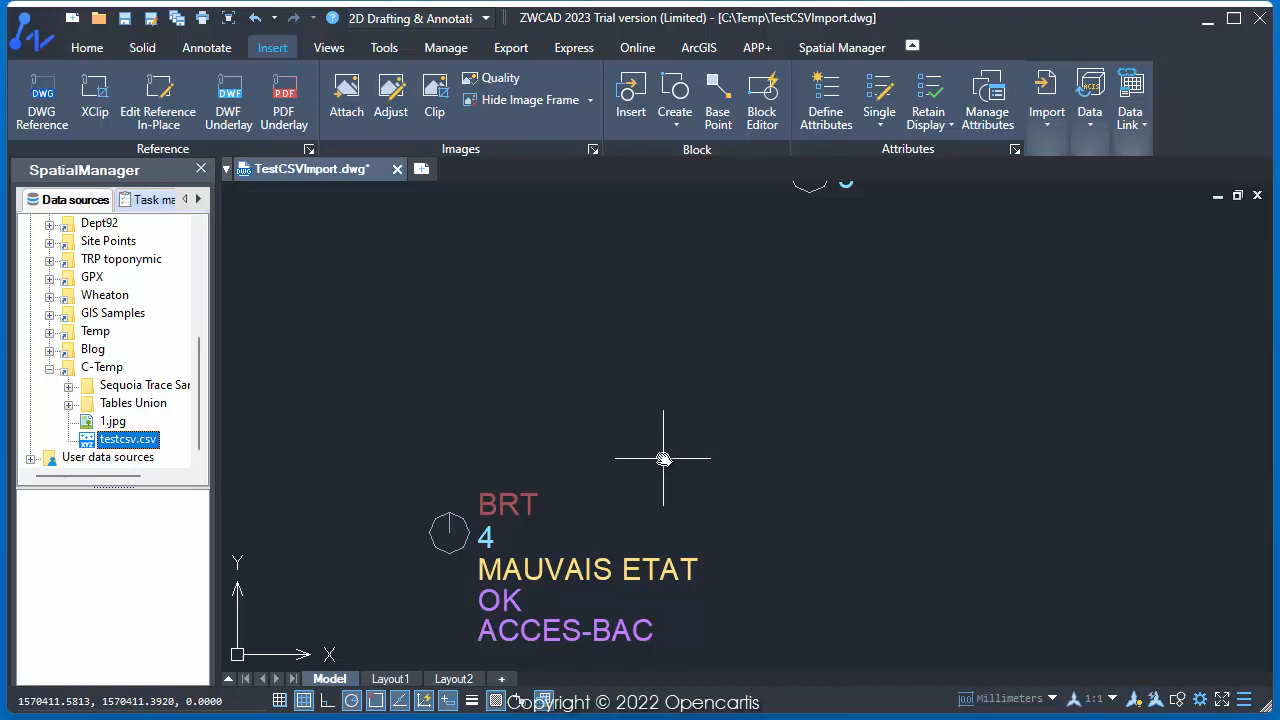 2D Drafting & Annotati
ZWCAD 2023 Trial version (Limited) - [C:\Temp\TestCSVImport.dwg]
Home Solid Annotate Insert Views Tools Manage Export Express Online ArcGIS APP+ Spatial Manager
DWG Reference
XClip
Edit Reference In-Place
DWF Underlay
PDF Underlay
Attach
Adjust
Clip
Quality
Hide Image Frame
Insert
Create
Base Point
Block Editor
Define Attributes
Single
Retain Display
Manage Attributes
Import
Data
Data Link
Reference Images Block Attributes
SpatialManager
TestCSVImport.dwg*
Data sources Task ma
Dept92
Site Points
TRP toponymic
GPX
Wheaton
GIS Samples
Temp
Blog
C-Temp
Sequoia Trace Sar
Tables Union
1.jpg
testcsv.csv
User data sources
BRT
4
MAUVAIS ETAT
OK
ACCES-BAC
Y
X
Model Layout1 Layout2 +
1570411.5813, 1570411.3920, 0.0000
Copyright © 2022 Opencartis
Millimeters
1:1